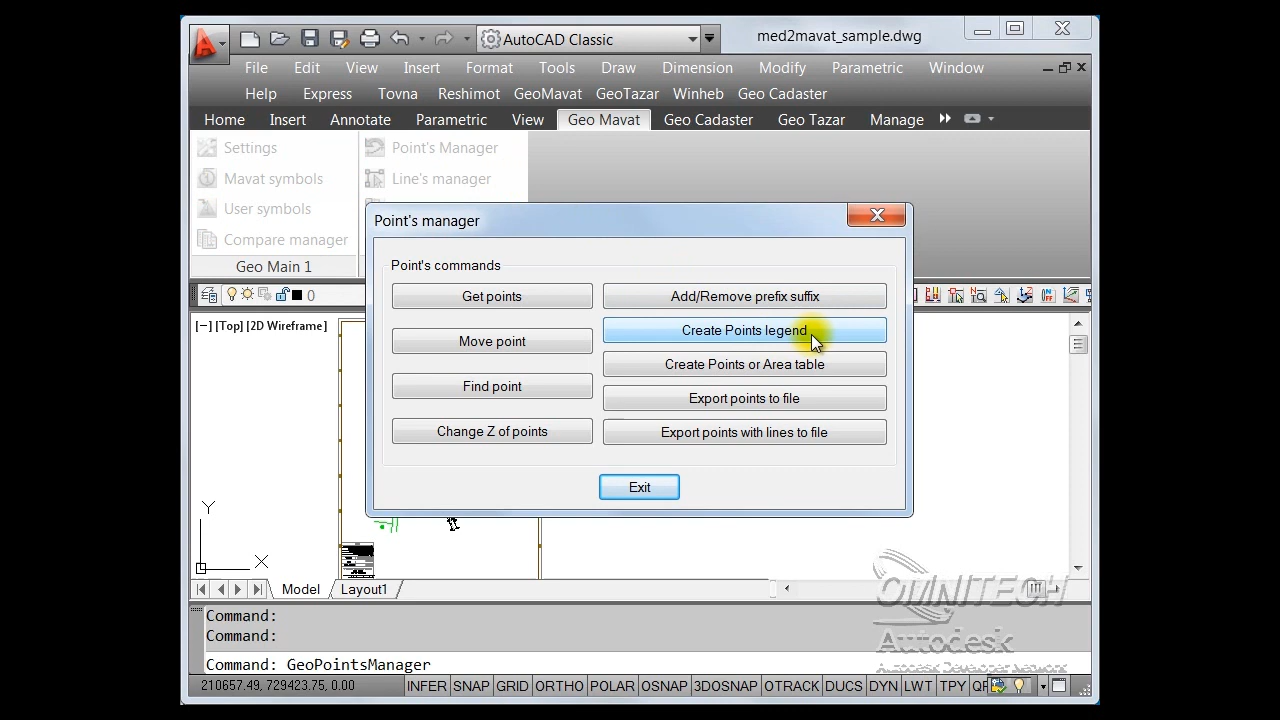 AutoCAD Classic
med2mavat_sample.dwg
File Edit View Insert Format Tools Draw Dimension Modify Parametric Window
Help Express Tovna Reshimot GeoMavat GeoTazar Winheb Geo Cadaster
Home Insert Annotate Parametric View Geo Mavat Geo Cadaster Geo Tazar Manage
Settings
Point's Manager
Mavat symbols
Line's manager
User symbols
Compare manager
Geo Main 1
Point's manager
Point's commands
Get points
Add/Remove prefix suffix
Create Points legend
Move point
Create Points or Area table
Find point
Export points to file
Change Z of points
Export points with lines to file
Exit
0
[−] [Top] [2D Wireframe]
Y
X
Model Layout1
OMNITECH
Autodesk
Autodesk Developer Network
Command:
Command:
Command: GeoPointsManager
210657.49, 729423.75, 0.00 INFER SNAP GRID ORTHO POLAR OSNAP 3DOSNAP OTRACK DUCS DYN LWT TPY